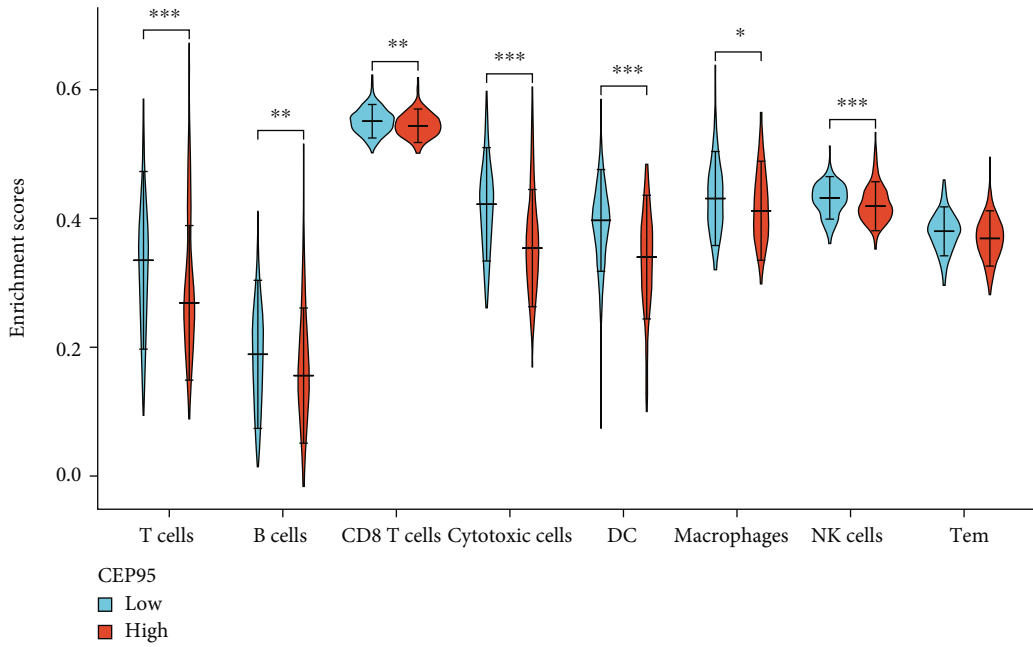 ***
**
**
***
***
*
***
Enrichment scores
0.6
0.4
0.2
0.0
T cells
B cells
CD8 T cells
Cytotoxic cells
DC
Macrophages
NK cells
Tem
CEP95
Low
High